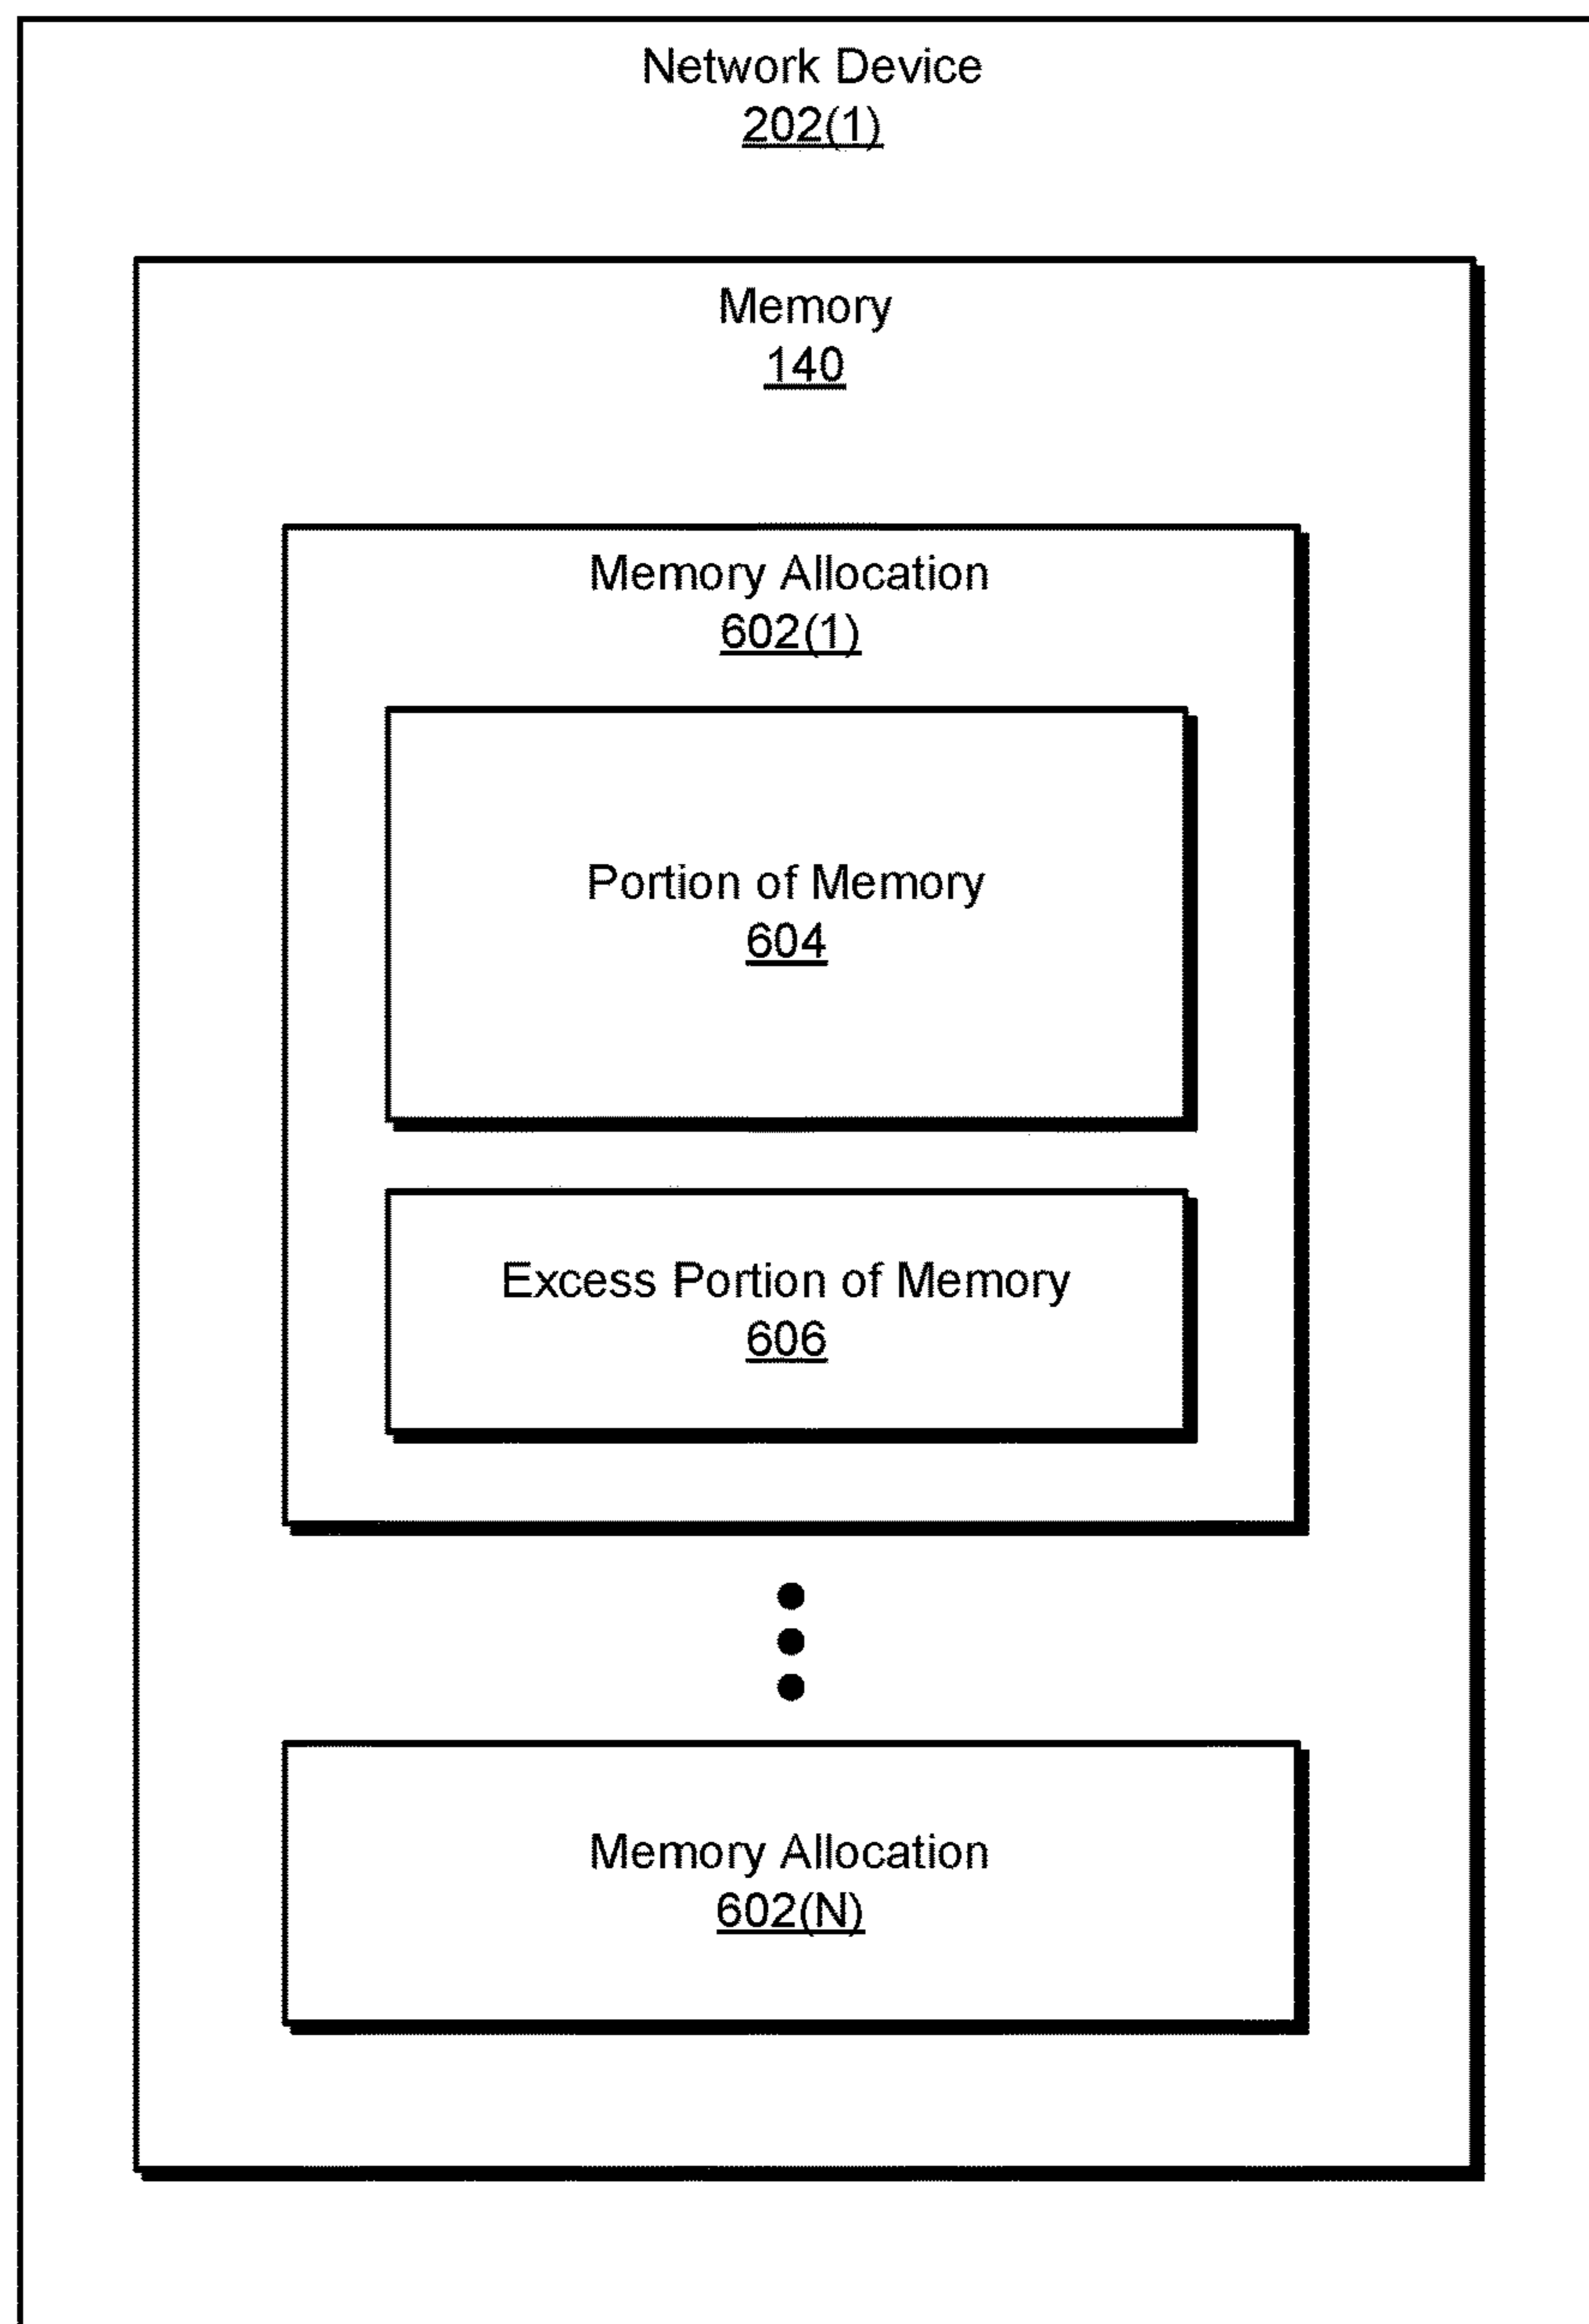 Network Device
202(1)
Memory
140
Memory Allocation
602(1)
Portion of Memory
604
Excess Portion of Memory
606
Memory Allocation
602(N)